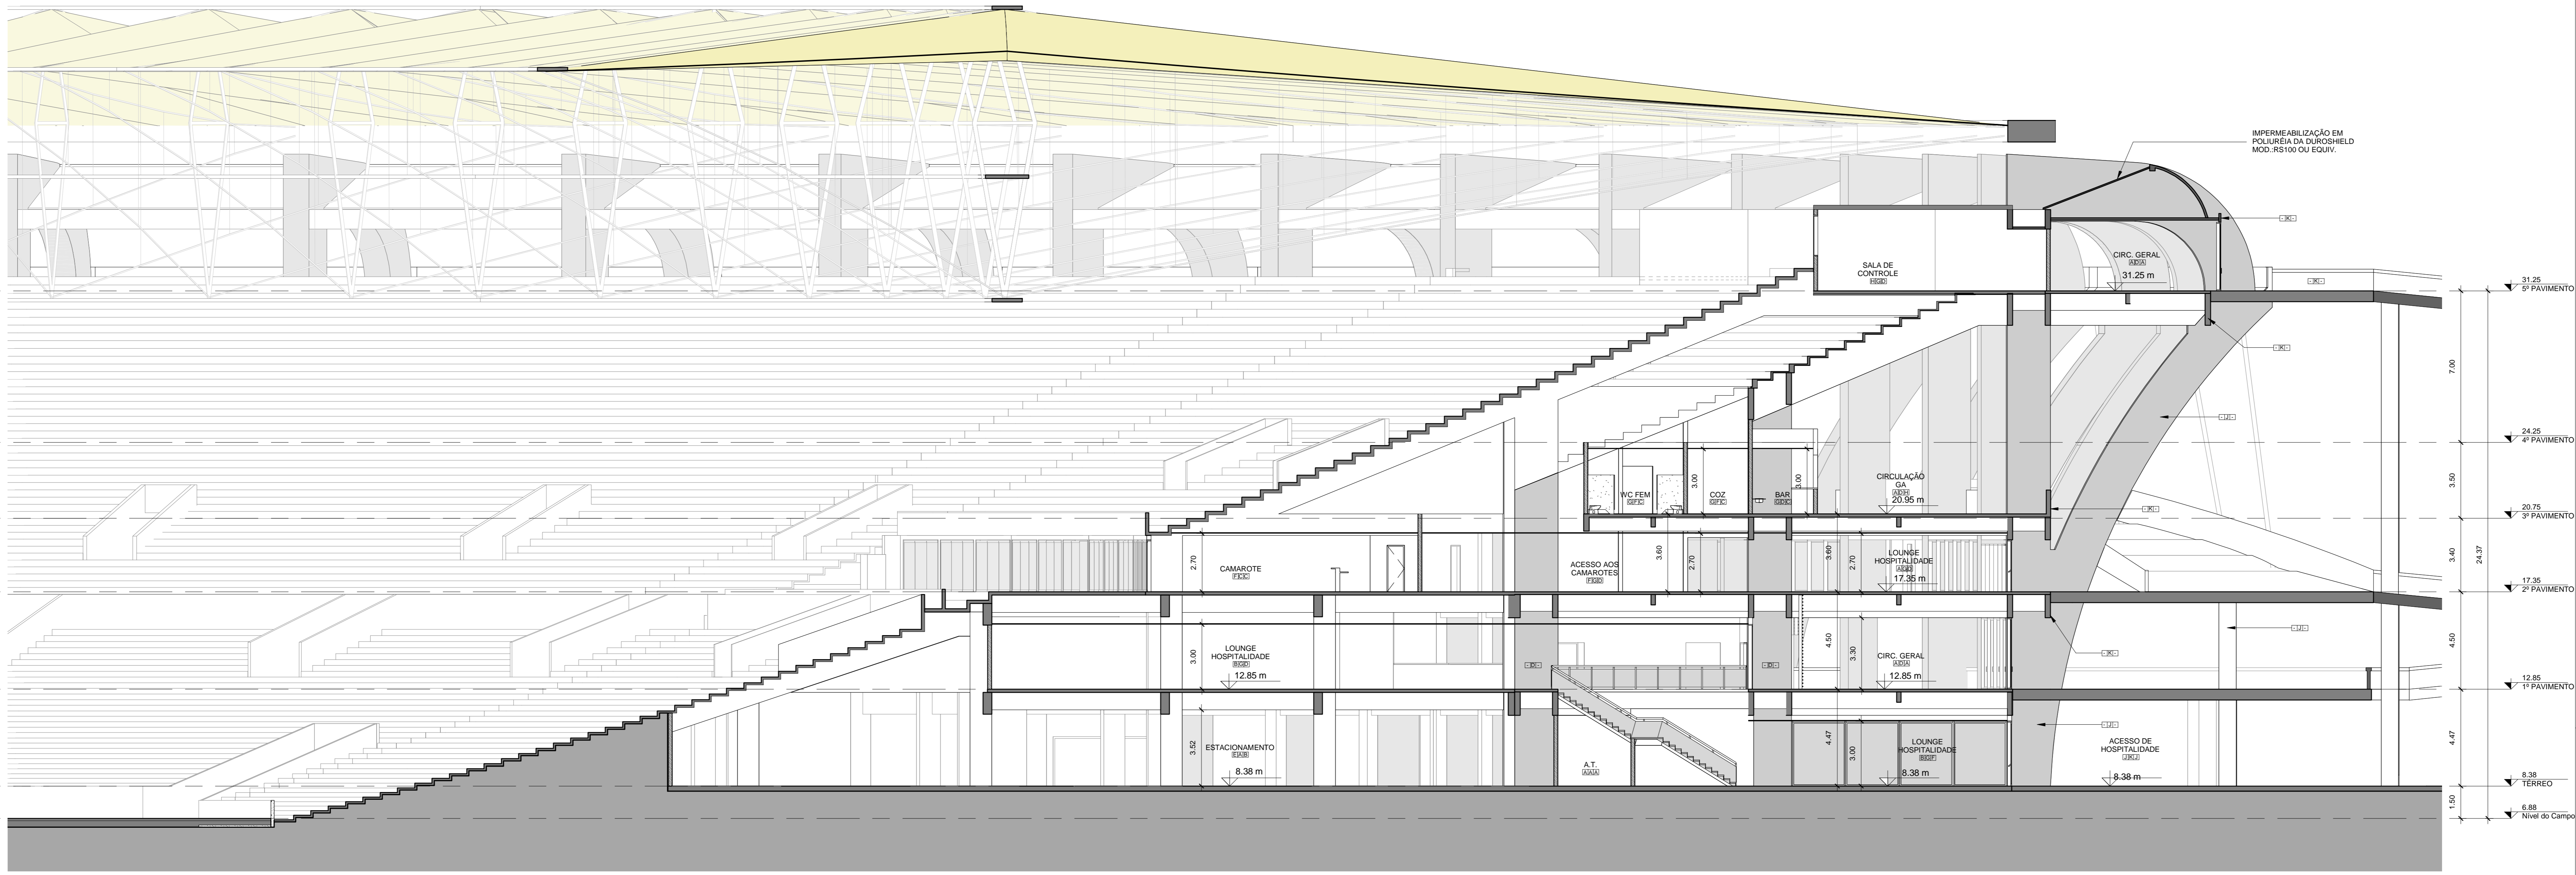 IMPERMEABILIZAÇÃO EM
POLIURÉIA DA DUROSHIELD
MOD.:RS100 OU EQUIV.
-|K|-
CIRC. GERAL
A|D|A
31.25 m
SALA DE
CONTROLE
H|G|D
-|K|-
31.25
5º PAVIMENTO
-|K|-
7.00
-|J|-
24.25
4º PAVIMENTO
3.00
3.00
3.50
WC FEM
G|F|C
COZ
G|F|C
BAR
G|D|C
CIRCULAÇÃO
GA
A|D|H
20.95 m
-|K|-
20.75
3º PAVIMENTO
2.70
CAMAROTE
F|C|C
ACESSO AOS
CAMAROTES
F|G|D
3.60
2.70
3.60
2.70
LOUNGE
HOSPITALIDADE
A|G|D
17.35 m
3.40
24.37
17.35
2º PAVIMENTO
3.00
LOUNGE
HOSPITALIDADE
B|G|D
12.85 m
-|D|-
-|D|-
4.50
3.30
CIRC. GERAL
A|D|A
12.85 m
-|K|-
-|J|-
4.50
12.85
1º PAVIMENTO
3.52
ESTACIONAMENTO
E|A|B
8.38 m
A.T.
A|A|A
4.47
3.00
LOUNGE
HOSPITALIDADE
B|G|F
8.38 m
-|J|-
ACESSO DE
HOSPITALIDADE
J|K|J
8.38 m
4.47
8.38
TÉRREO
1.50
6.88
Nível do Campo